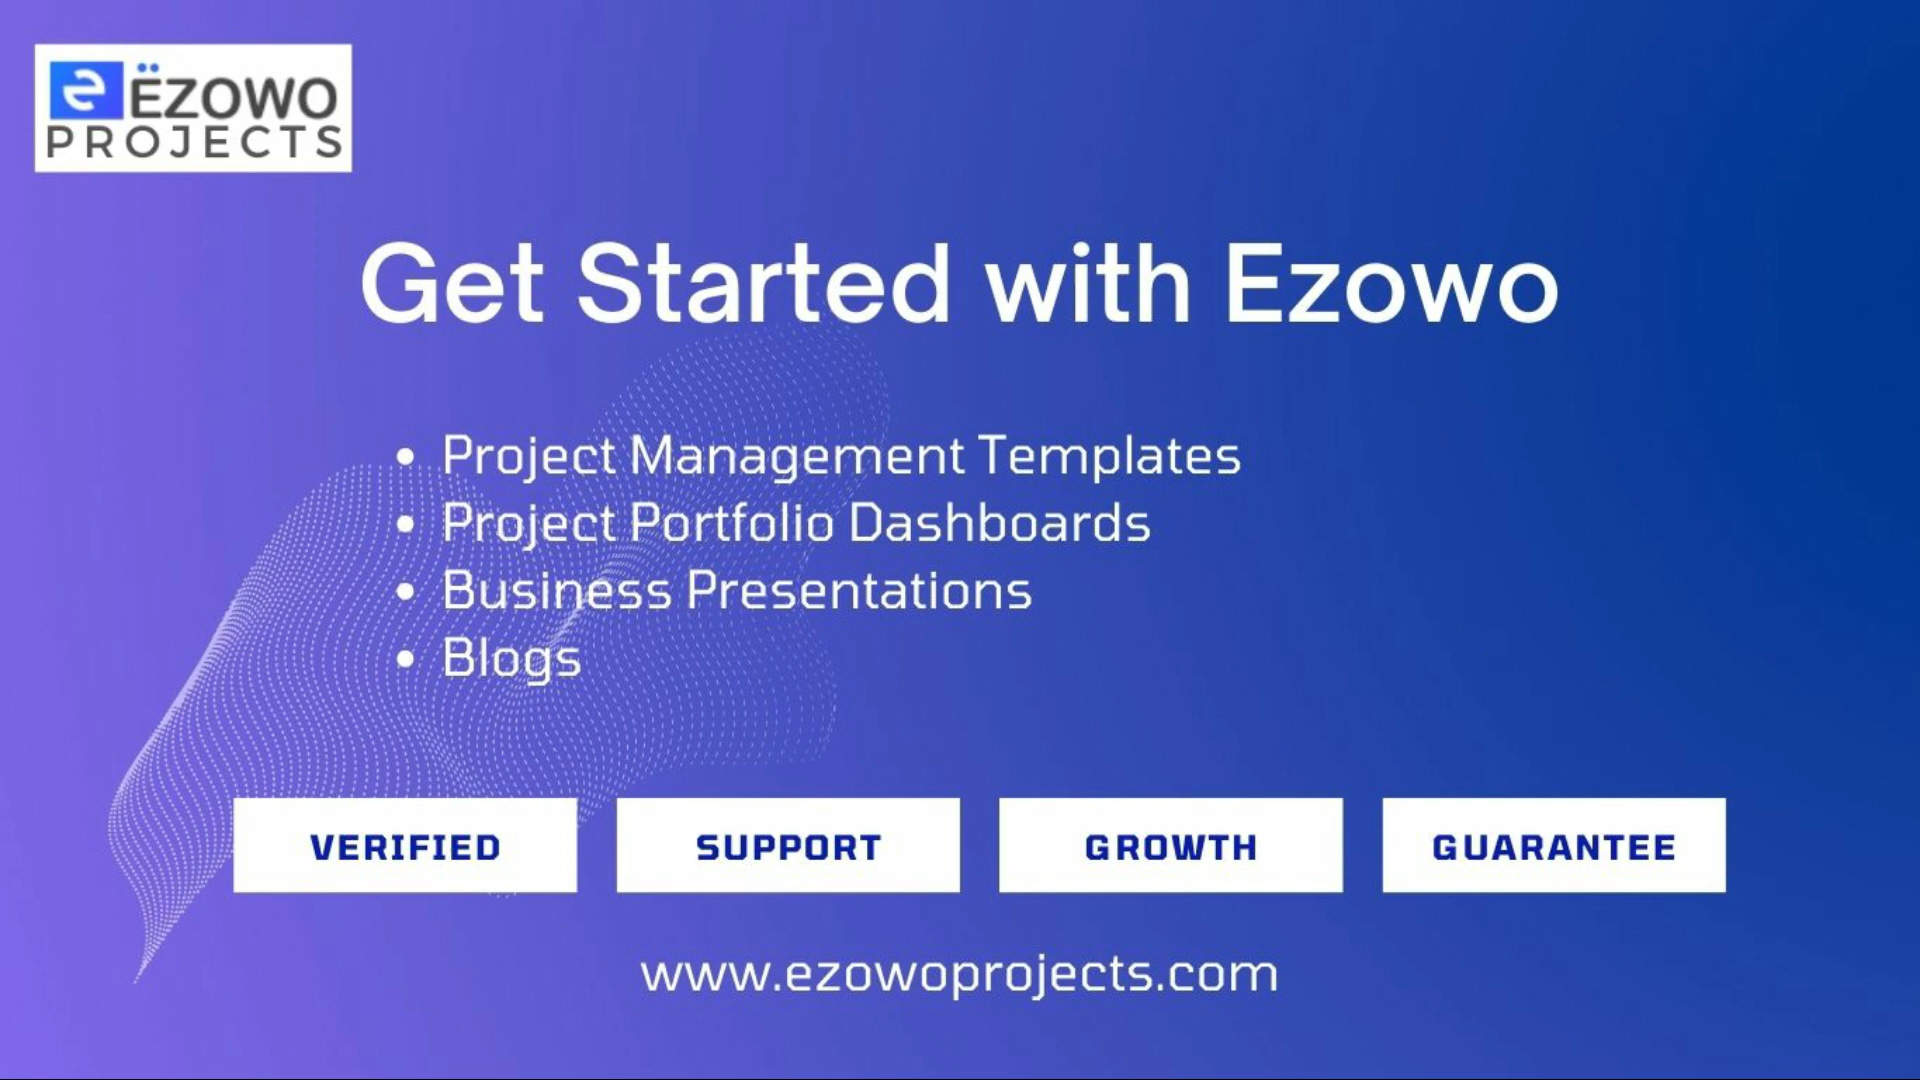 ËZOWO
PROJECTS
Get Started with Ezowo
• Project Management Templates
• Project Portfolio Dashboards
• Business Presentations
• Blogs
VERIFIED
SUPPORT
GROWTH
GUARANTEE
www.ezowoprojects.com